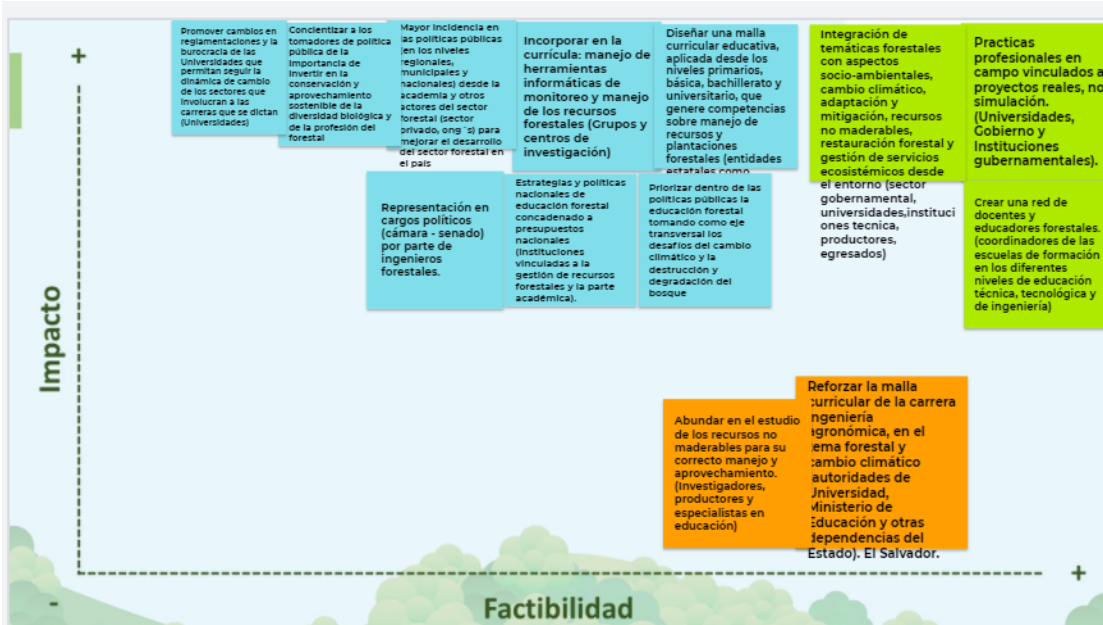 +
Promover cambios en
reglamentaciones y la
burocracia de las
Universidades que
permitan seguir la
dinámica de cambio
de los sectores que
involucran a las
carreras que se dictan
(Universidades)
Concientizar a los
tomadores de política
pública de la
importancia de
invertir en la
conservación y
aprovechamiento
sostenible de la
diversidad biológica y
de la profesión del
forestal
Mayor incidencia en
las políticas públicas
(en los niveles
regionales,
municipales y
nacionales) desde la
academia y otros
actores del sector
forestal (sector
privado, ong´s) para
mejorar el desarrollo
del sector forestal en
el país
Incorporar en la
currícula: manejo de
herramientas
informáticas de
monitoreo y manejo
de los recursos
forestales (Grupos y
centros de
investigación)
Diseñar una malla
curricular educativa,
aplicada desde los
niveles primarios,
básica, bachillerato y
universitario, que
genere competencias
sobre manejo de
recursos y
plantaciones
forestales (entidades
estatales como
Integración de
temáticas forestales
con aspectos
socio-ambientales,
cambio climático,
adaptación y
mitigación, recursos
no maderables,
restauración forestal y
gestión de servicios
ecosistémicos desde
el entorno (sector
gobernamental,
universidades,instituci
ones tecnica,
productores,
egresados)
Practicas
profesionales en
campo vinculados a
proyectos reales, no
simulación.
(Universidades,
Gobierno y
Instituciones
gubernamentales).
Representación en
cargos políticos
(cámara - senado)
por parte de
ingenieros
forestales.
Estrategias y políticas
nacionales de
educación forestal
concadenado a
presupuestos
nacionales
(Instituciones
vinculadas a la
gestión de recursos
forestales y la parte
académica).
Priorizar dentro de las
políticas públicas la
educación forestal
tomando como eje
transversal los
desafíos del cambio
climático y la
destrucción y
degradación del
bosque
Crear una red de
docentes y
educadores forestales.
(coordinadores de las
escuelas de formación
en los diferentes
niveles de educación
técnica, tecnológica y
de ingeniería)
Impacto
Abundar en el estudio
de los recursos no
maderables para su
correcto manejo y
aprovechamiento.
(Investigadores,
productores y
especialistas en
educación)
Reforzar la malla
curricular de la carrera
ingeniería
agronómica, en el
tema forestal y
cambio climático
(autoridades de
Universidad,
Ministerio de
Educación y otras
dependencias del
Estado). El Salvador.
+
-
Factibilidad